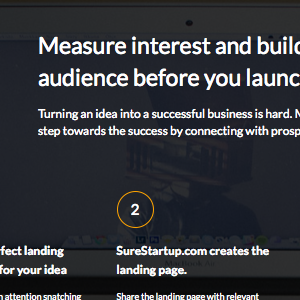 Measure interest and build
audience before you launc
Turning an idea into a successful business is hard. M
step towards the success by connecting with prosp
2
rfect landing
for your idea
SureStartup.com creates the
landing page.
n attention snatching
Share the landing page with relevant